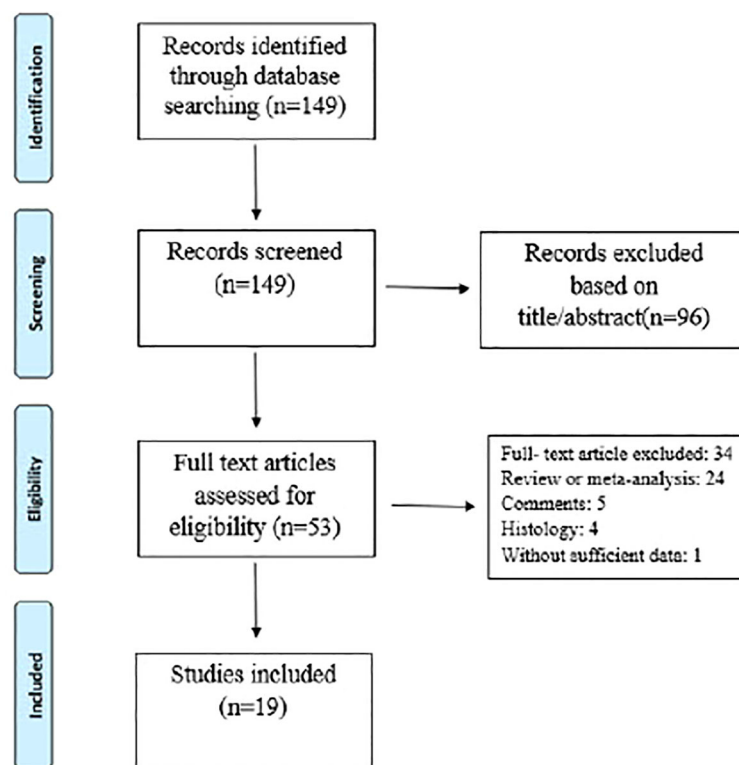 Identification
Records identified
through database
searching (n=149)
Screening
Records screened
(n=149)
Records excluded
based on
title/abstract(n=96)
Eligibility
Full text articles
assessed for
eligibility (n=53)
Full- text article excluded: 34
Review or meta-analysis: 24
Comments: 5
Histology: 4
Without sufficient data: 1
Included
Studies included
(n=19)